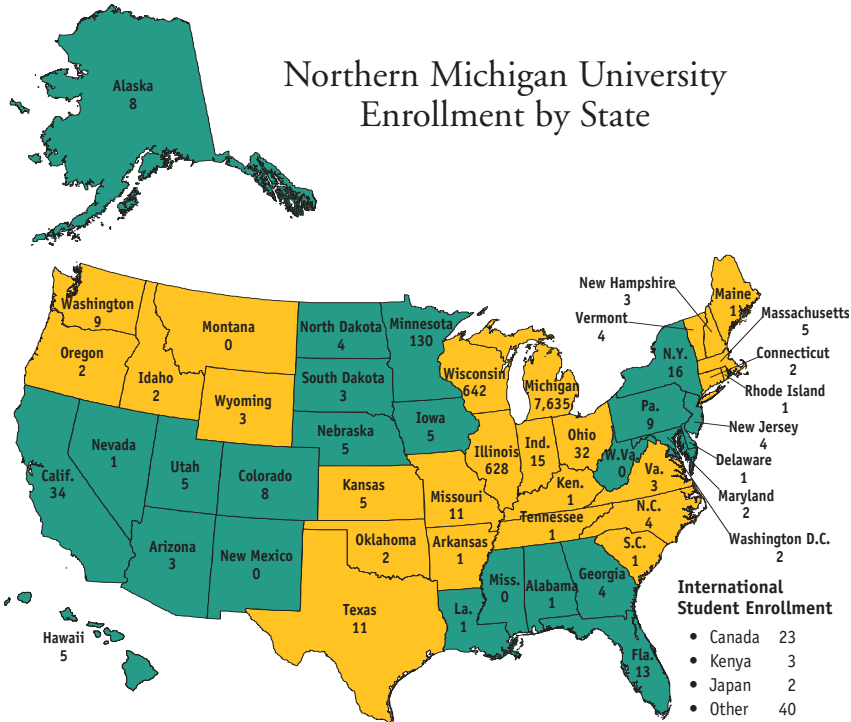 Northern Michigan University
Enrollment by State
Alaska
8
Washington
9
Oregon
2
Idaho
2
Montana
0
Wyoming
3
North Dakota
4
South Dakota
3
Nebraska
5
Minnesota
130
Iowa
5
Wisconsin
642
Michigan
7,635
Illinois
628
Ind.
15
Ohio
32
Calif.
34
Nevada
1
Utah
5
Colorado
8
Kansas
5
Missouri
11
Ken.
1
Arizona
3
New Mexico
0
Oklahoma
2
Arkansas
1
Tennessee
1
Texas
11
La.
1
Miss.
0
Alabama
1
Georgia
4
Fla.
13
S.C.
1
N.C.
4
Va.
3
W.Va.
0
Pa.
9
N.Y.
16
Maine
1
New Hampshire
3
Vermont
4
Massachusetts
5
Connecticut
2
Rhode Island
1
New Jersey
4
Delaware
1
Maryland
2
Washington D.C.
2
Hawaii
5
International
Student Enrollment
• Canada 23
• Kenya 3
• Japan 2
• Other 40